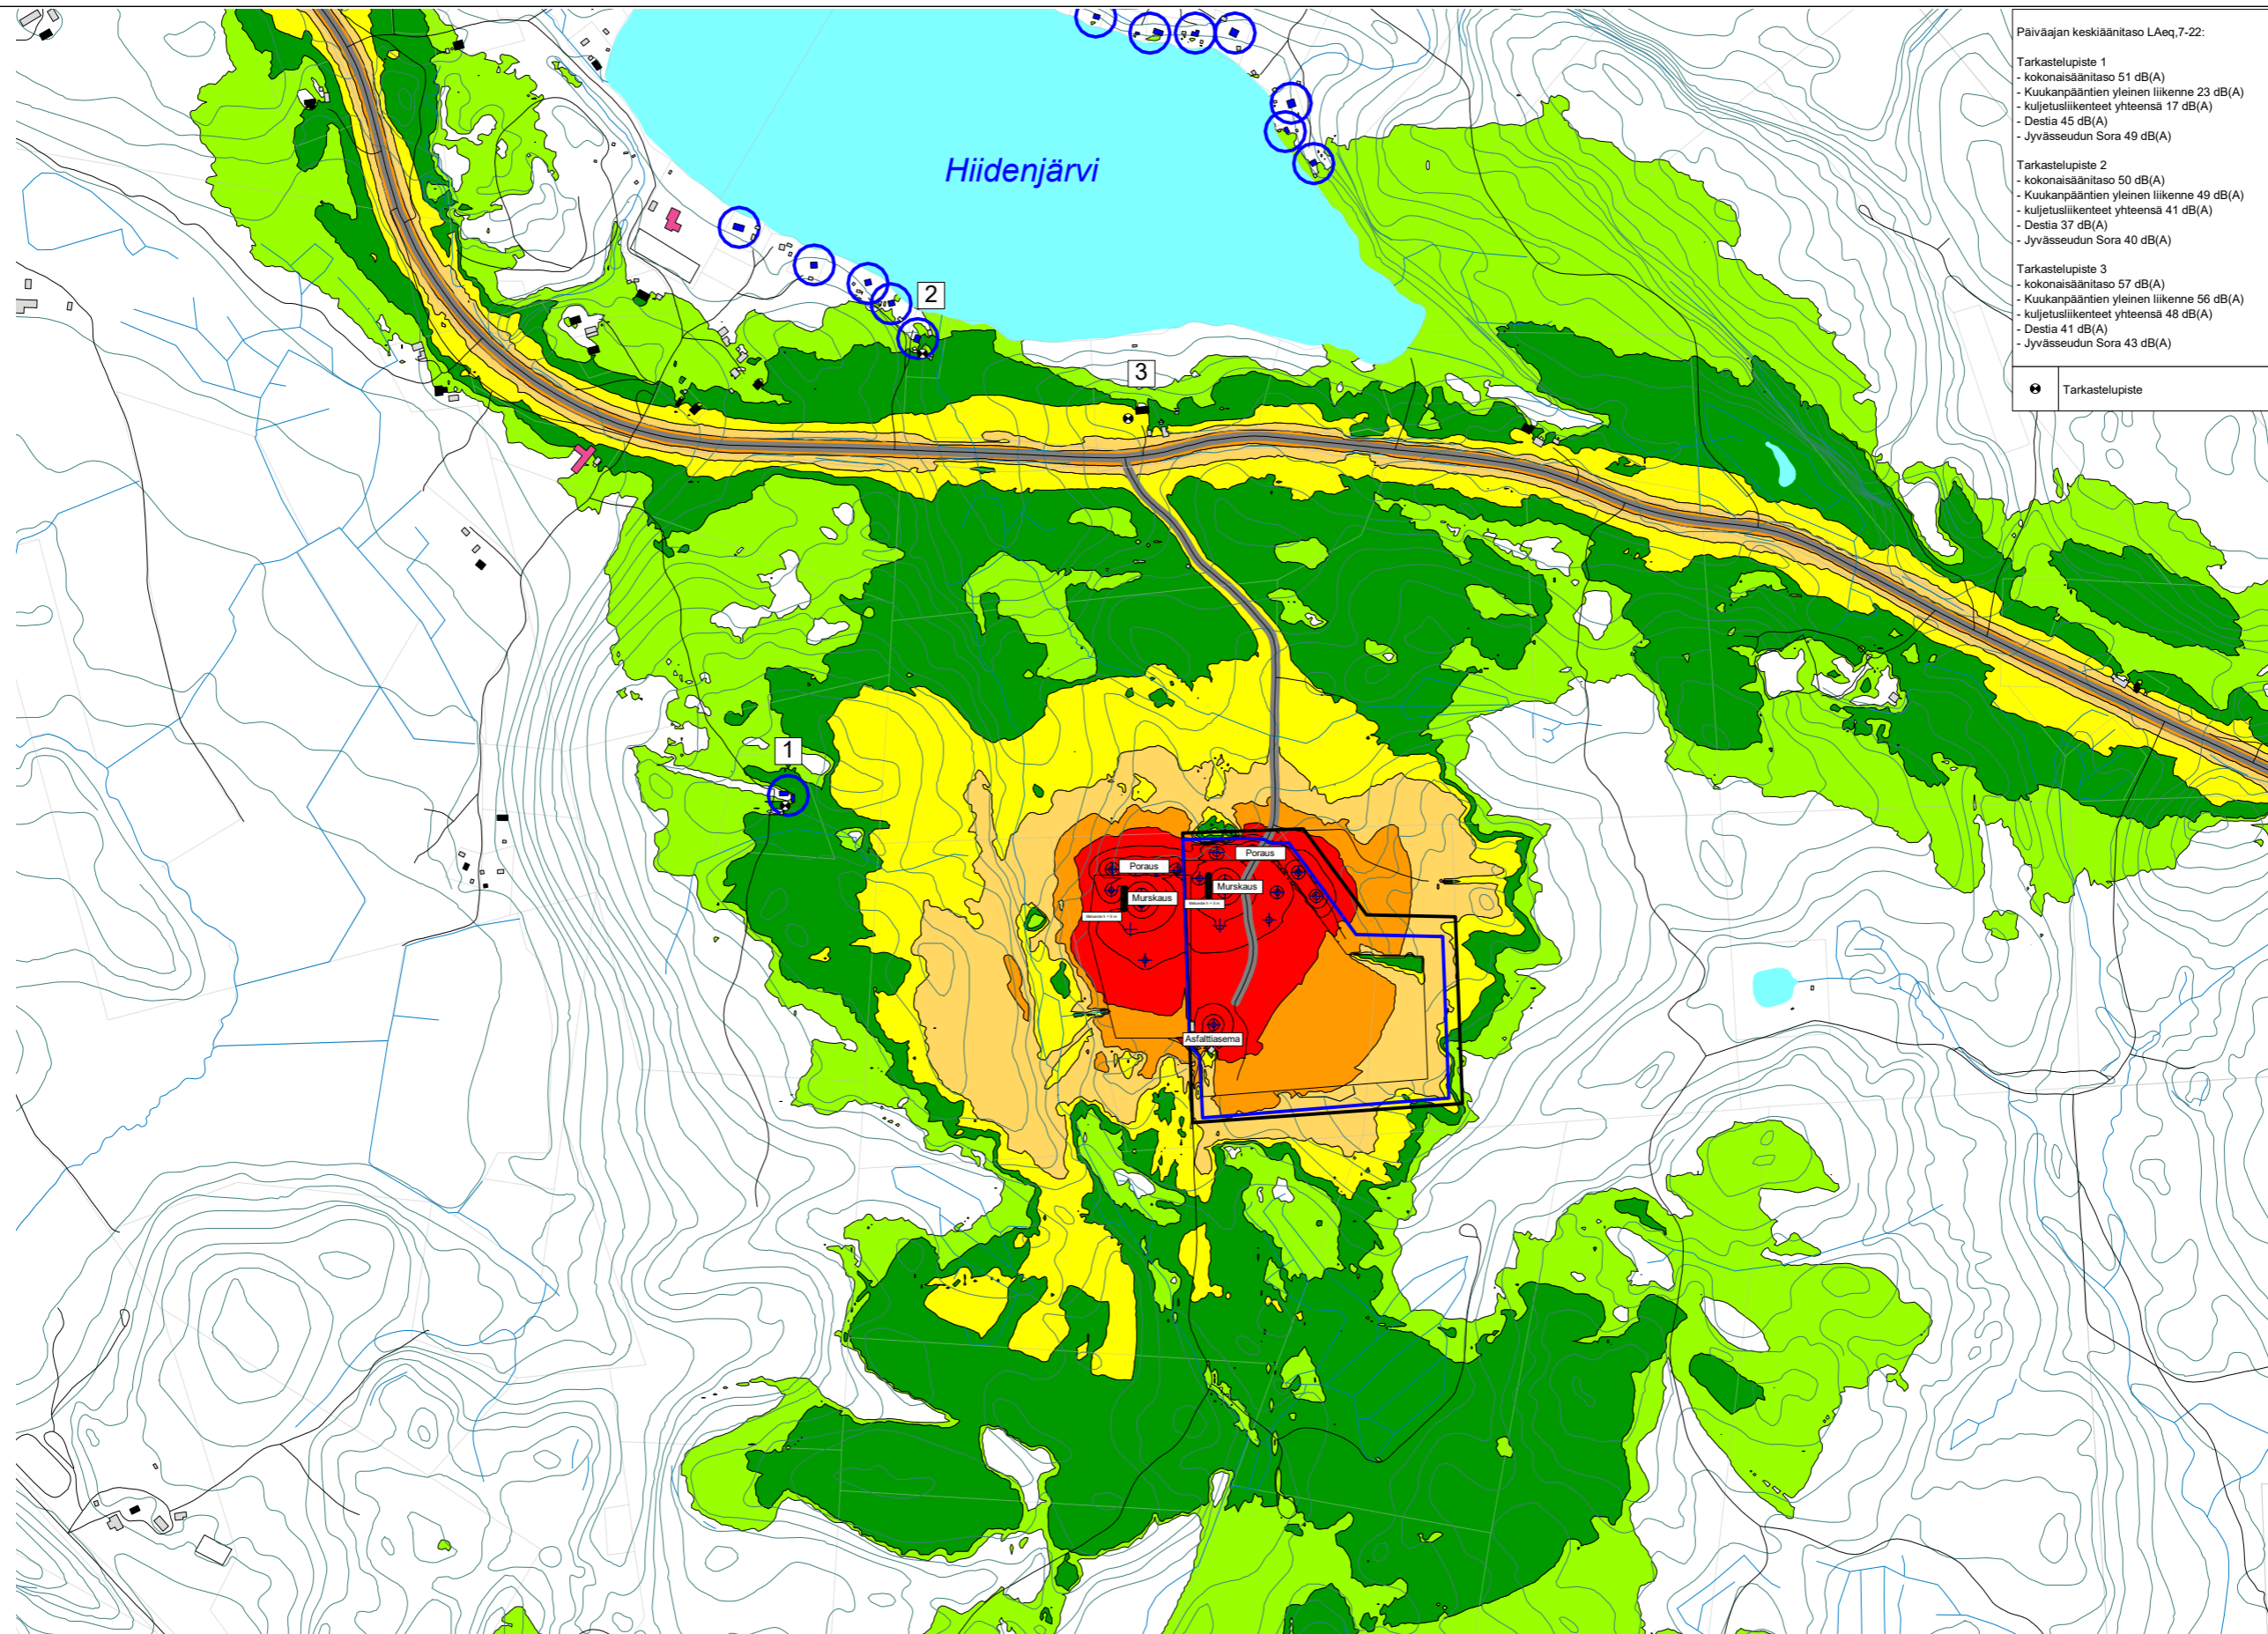 Päiväajan keskiäänitaso LAeq,7-22:
Tarkastelupiste 1
- kokonaisäänitaso 51 dB(A)
- Kuukanpääntien yleinen liikenne 23 dB(A)
- kuljetusliikenteet yhteensä 17 dB(A)
- Destia 45 dB(A)
- Jyvässeudun Sora 49 dB(A)
Tarkastelupiste 2
- kokonaisäänitaso 50 dB(A)
- Kuukanpääntien yleinen liikenne 49 dB(A)
- kuljetusliikenteet yhteensä 41 dB(A)
- Destia 37 dB(A)
- Jyvässeudun Sora 40 dB(A)
Tarkastelupiste 3
- kokonaisäänitaso 57 dB(A)
- Kuukanpääntien yleinen liikenne 56 dB(A)
- kuljetusliikenteet yhteensä 48 dB(A)
- Destia 41 dB(A)
- Jyvässeudun Sora 43 dB(A)
Tarkastelupiste
Hiidenjärvi
2
3
1
Poraus
Poraus
Murskaus
Murskaus
Asfalttiasema